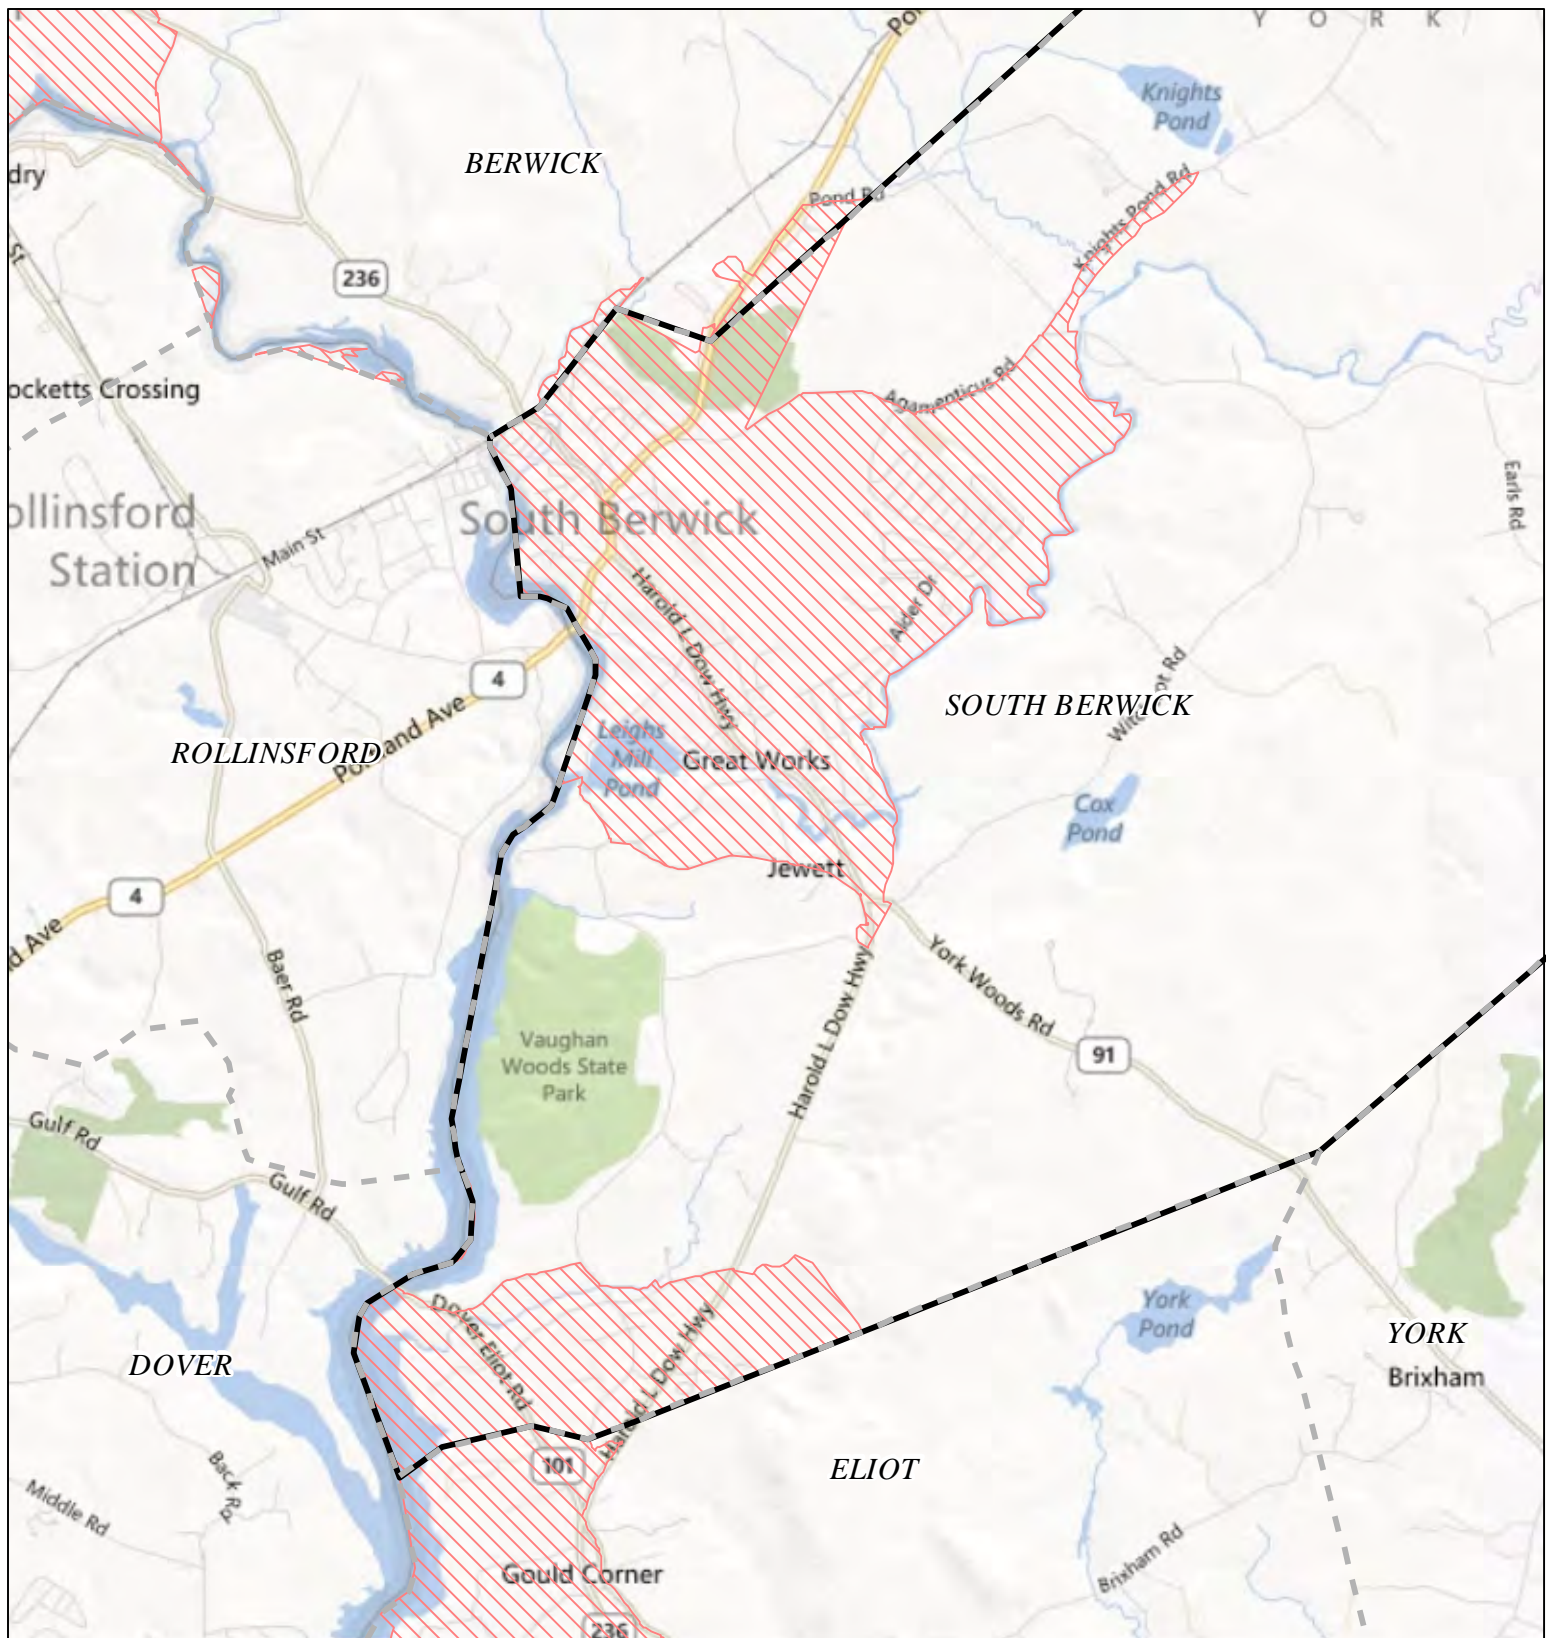 Y O R K
Knights
Pond
BERWICK
Pond Rd
Knights Pond Rd
dry
St
236
ocketts Crossing
Agamenticus Rd
ollinsford
Station
Main St
South Berwick
Earls Rd
Harold L Dow Hwy
Alder Dr
4
SOUTH BERWICK
ROLLINSFORD
Leighs
Mill
Pond
Great Works
Cox
Pond
Jewett
4
d Ave
Baer Rd
York Woods Rd
Harold L Dow Hwy
91
Vaughan
Woods State
Park
Gulf Rd
Gulf Rd
Dover Eliot Rd
Harold L Dow Hwy
York
Pond
YORK
Brixham
DOVER
101
ELIOT
Back Rd
Middle Rd
Brixham Rd
Gould Corner
236